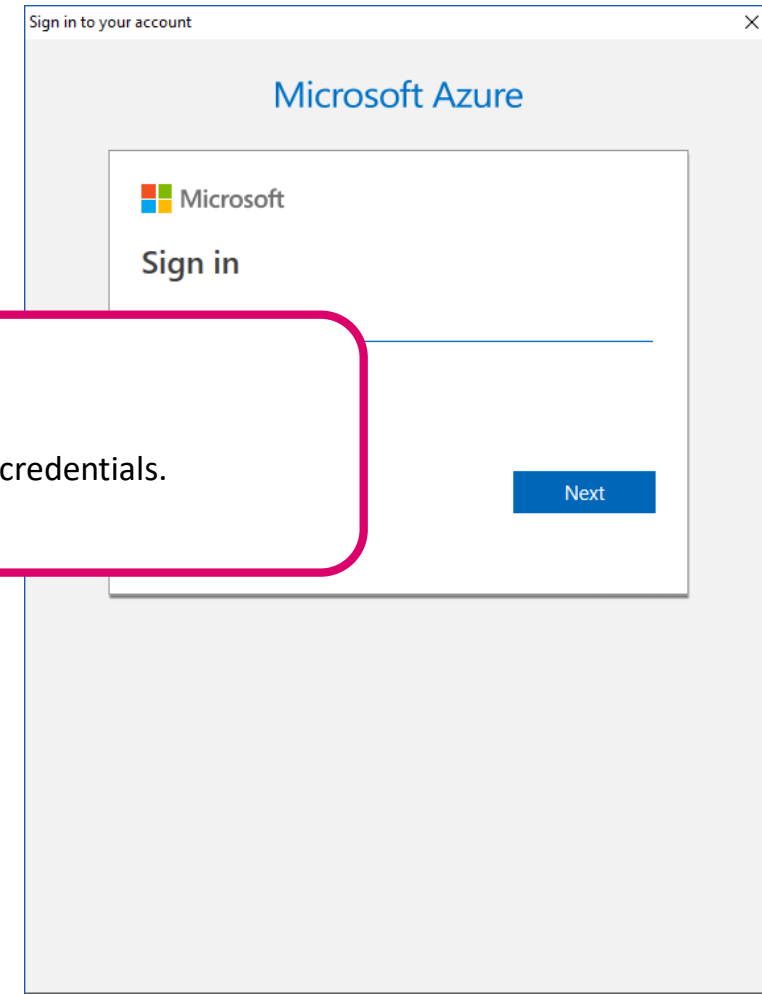 Sign in to your account
Microsoft Azure
Microsoft
Sign in
credentials.
Next